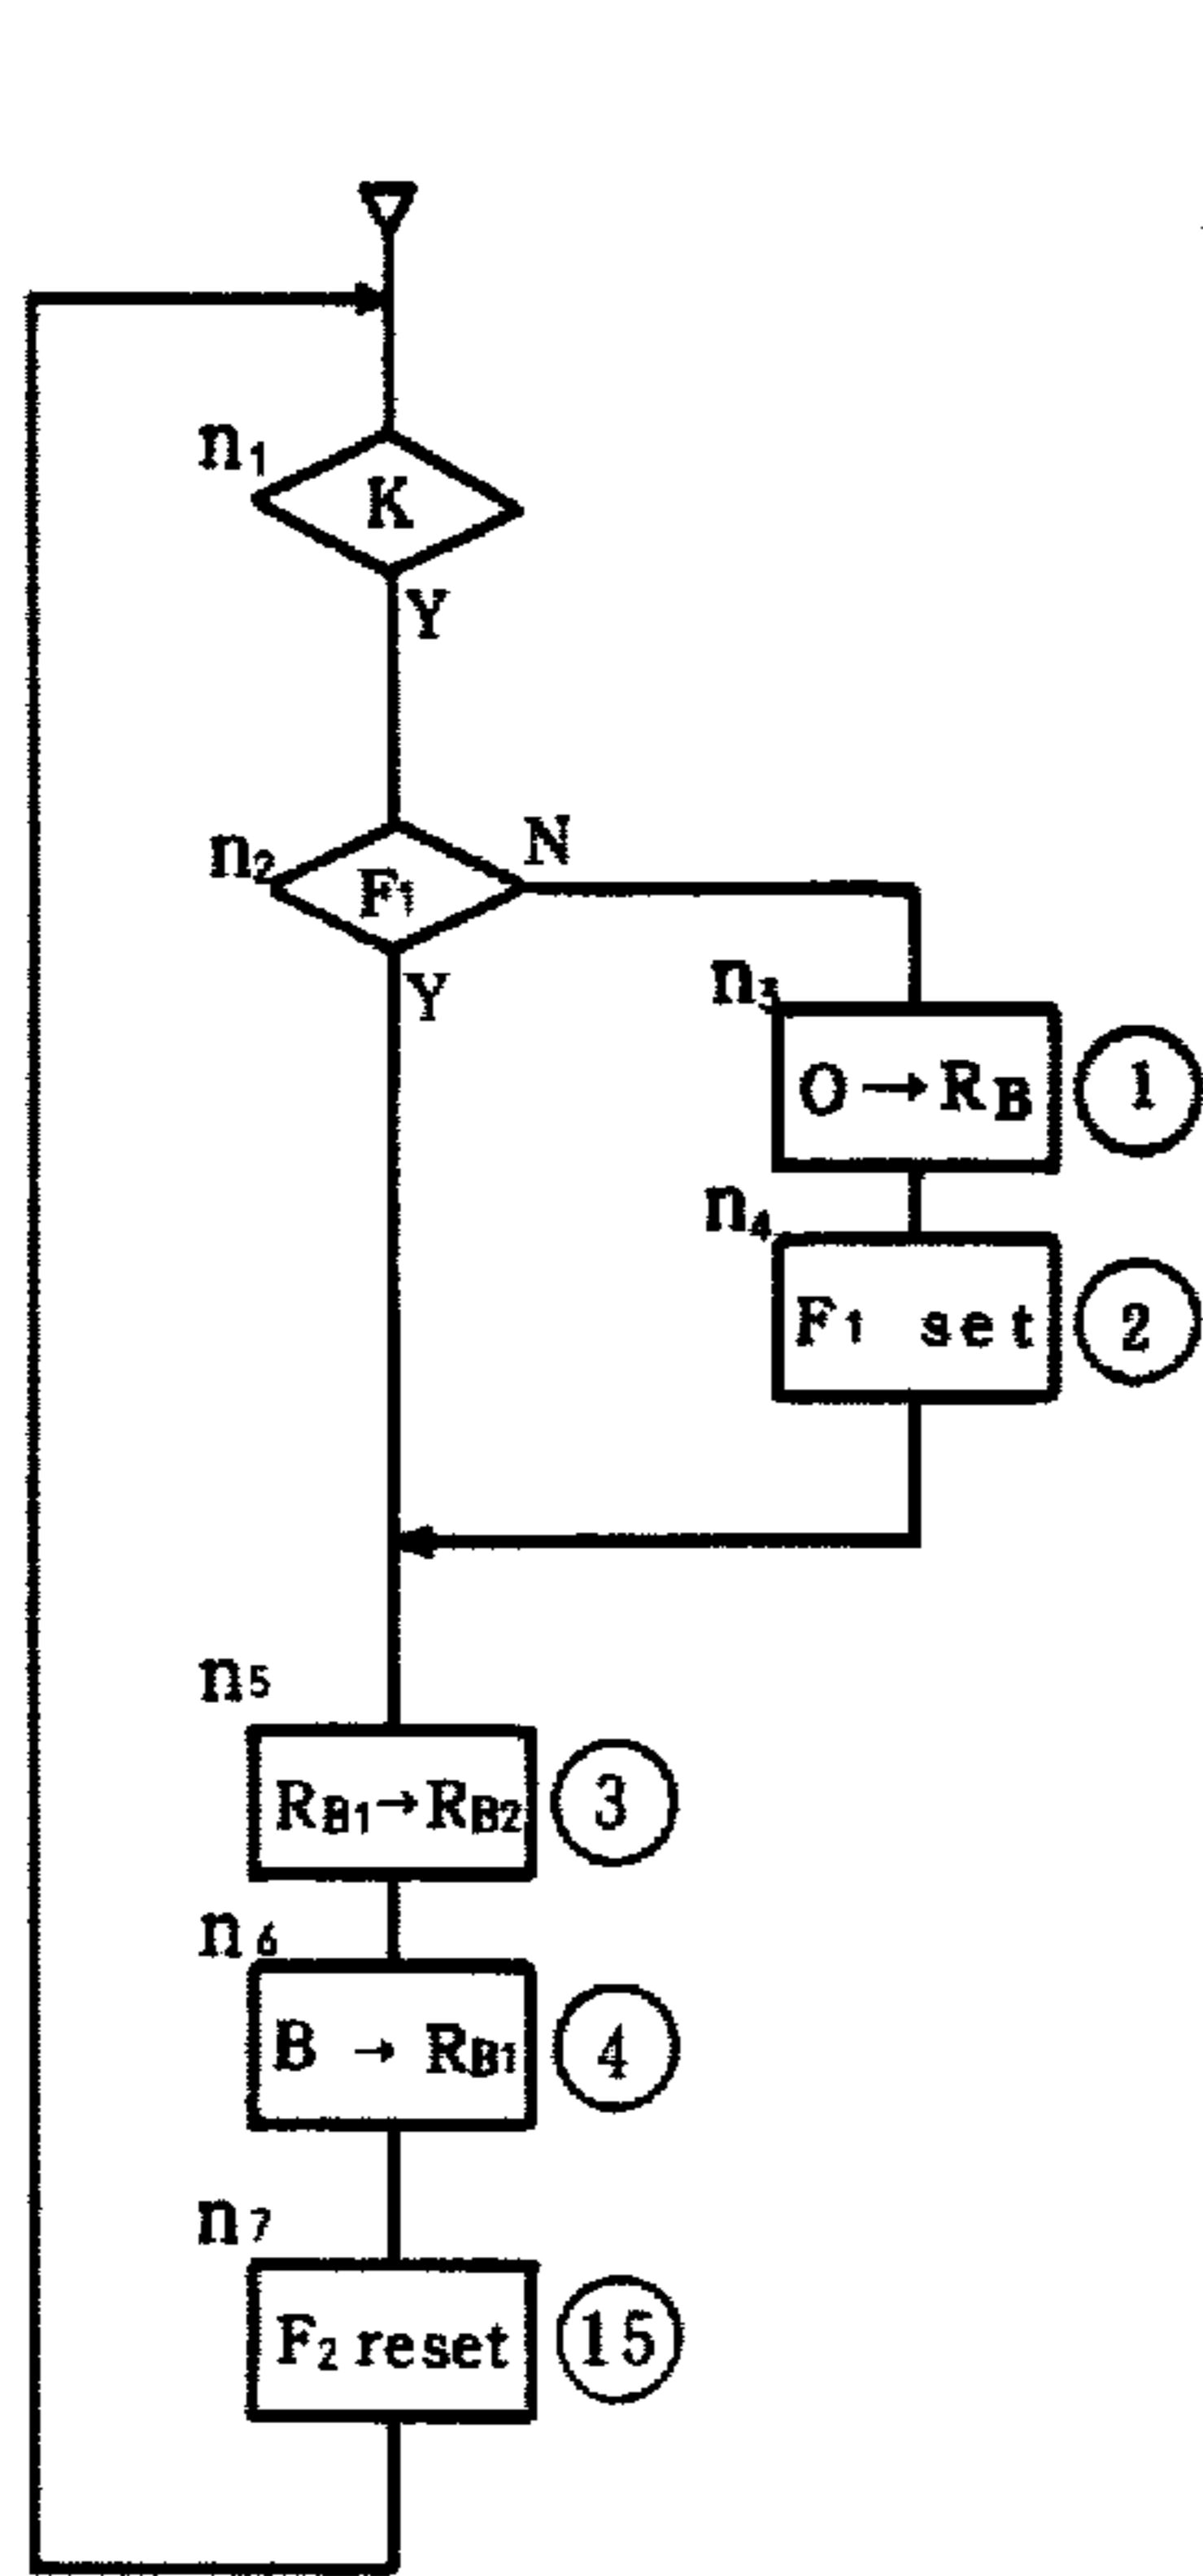 n₁
K
Y
n₂
F₁
N
Y
n₃
O → R_B
①
n₄
F₁ set
②
n₅
R_B1 → R_B2
③
n₆
B → R_B1
④
n₇
F₂ reset
⑮